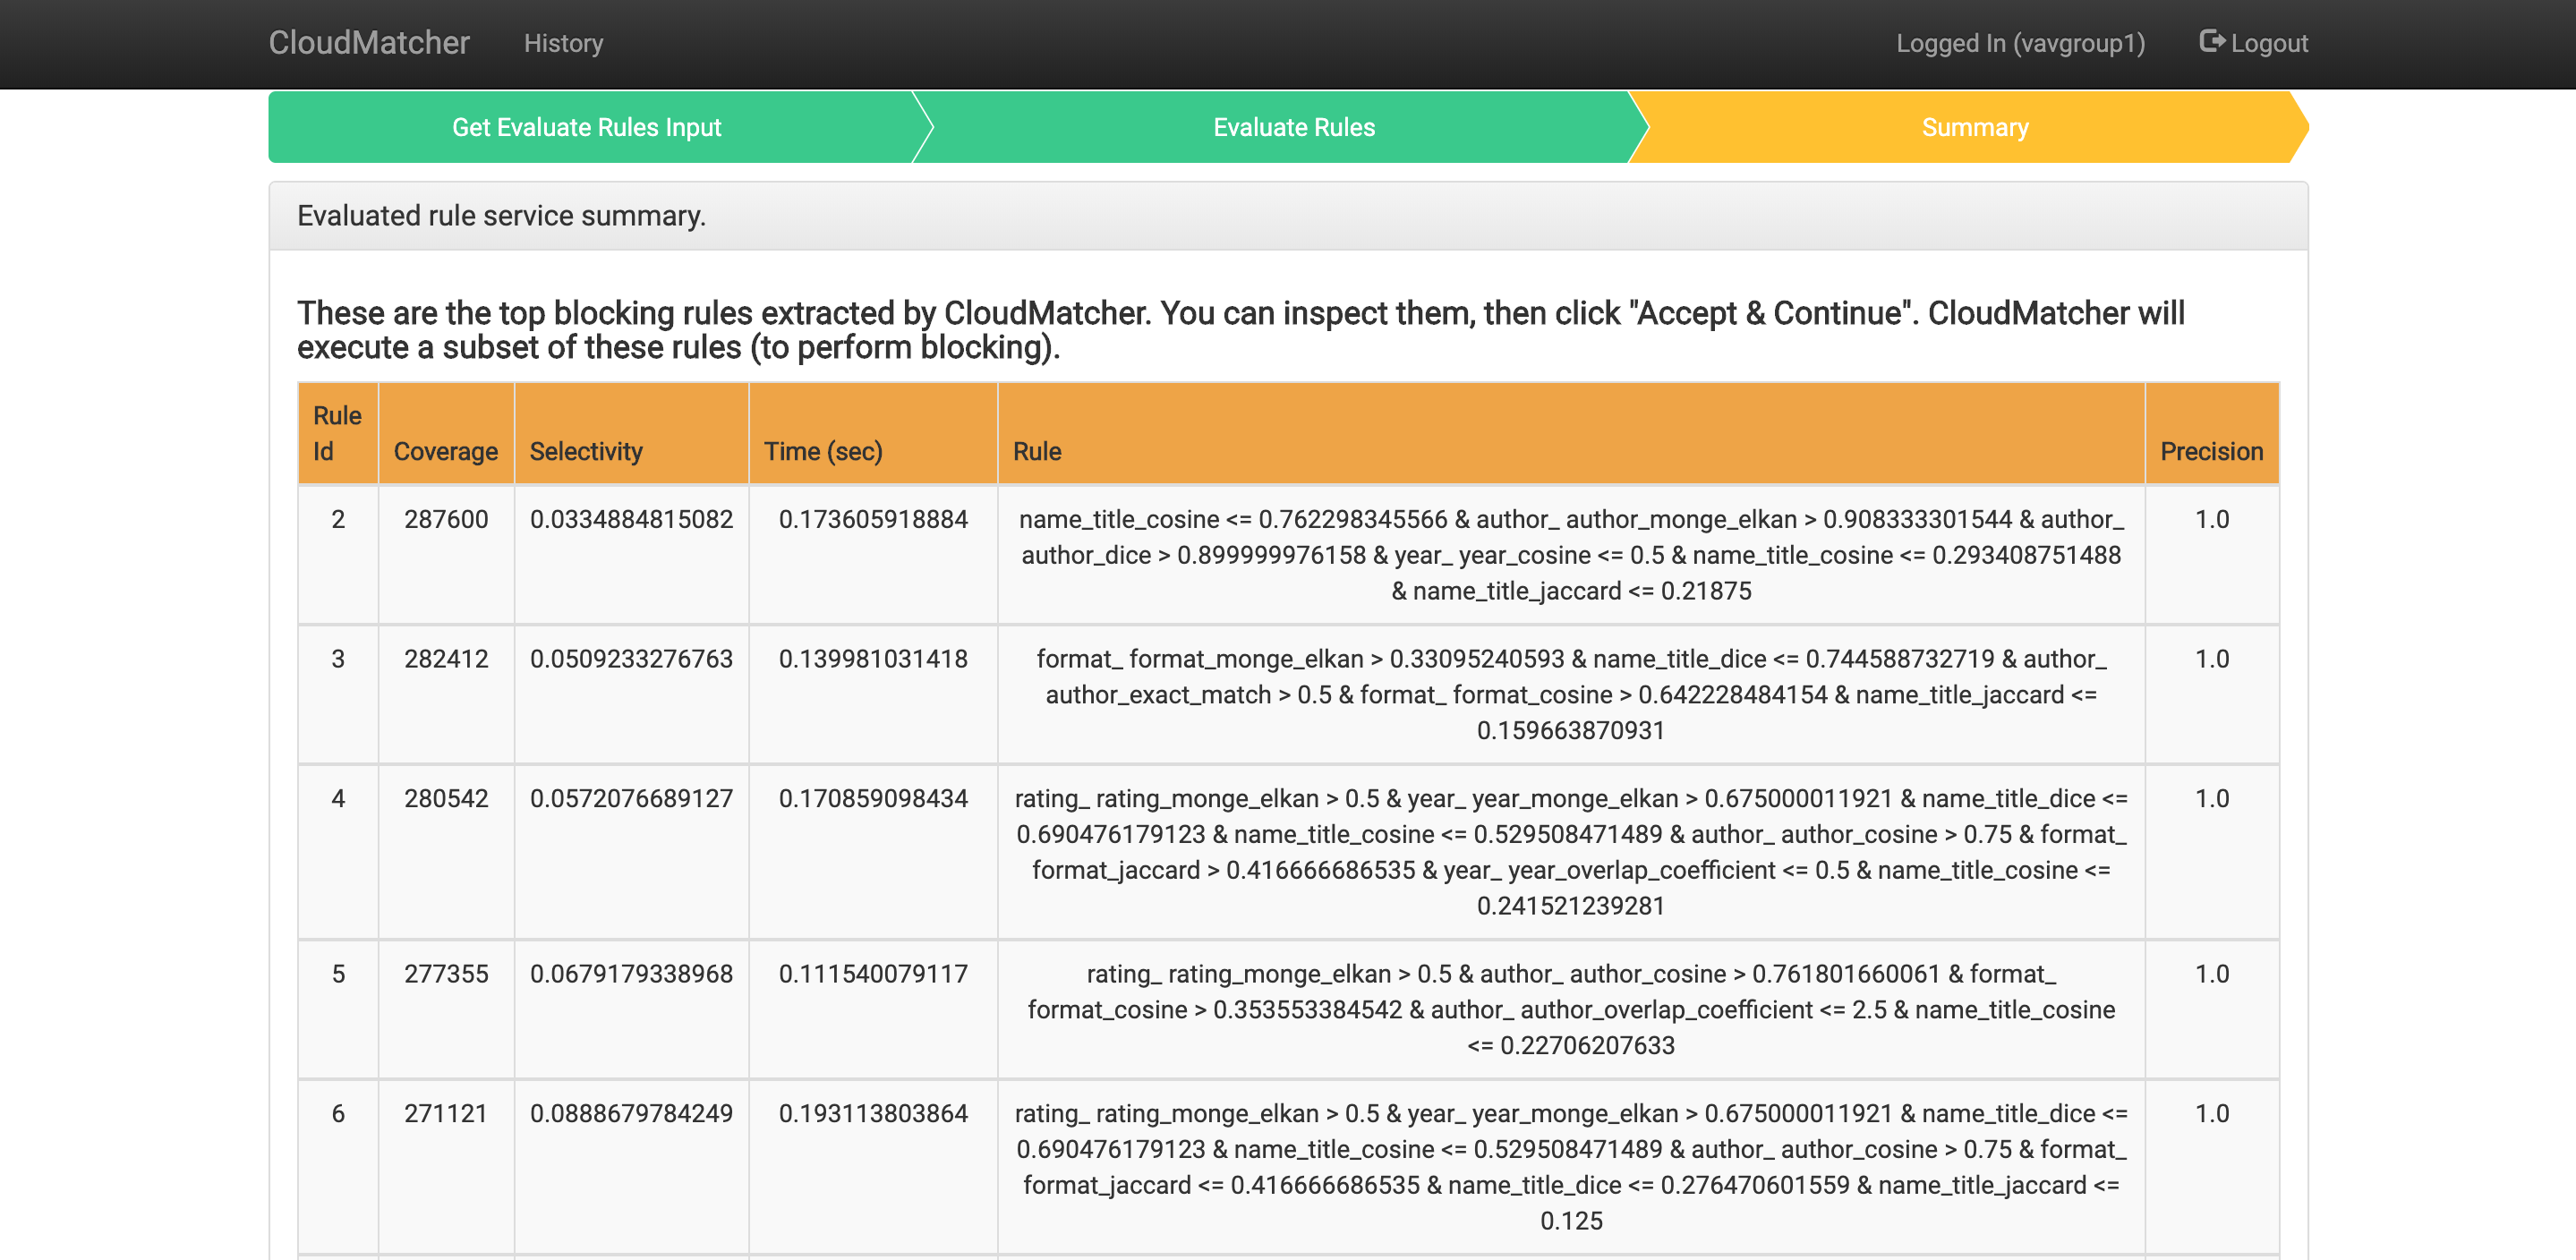 CloudMatcher History Logged In (vavgroup1) Logout
Get Evaluate Rules Input Evaluate Rules Summary
Evaluated rule service summary.
These are the top blocking rules extracted by CloudMatcher. You can inspect them, then click "Accept & Continue". CloudMatcher will
execute a subset of these rules (to perform blocking).
Rule
Id Coverage Selectivity Time (sec) Rule Precision
2 287600 0.0334884815082 0.173605918884 name_title_cosine <= 0.762298345566 & author_ author_monge_elkan > 0.908333301544 & author_ 1.0
author_dice > 0.899999976158 & year_ year_cosine <= 0.5 & name_title_cosine <= 0.293408751488
& name_title_jaccard <= 0.21875
3 282412 0.0509233276763 0.139981031418 format_ format_monge_elkan > 0.33095240593 & name_title_dice <= 0.744588732719 & author_ 1.0
author_exact_match > 0.5 & format_ format_cosine > 0.642228484154 & name_title_jaccard <=
0.159663870931
4 280542 0.0572076689127 0.170859098434 rating_ rating_monge_elkan > 0.5 & year_ year_monge_elkan > 0.675000011921 & name_title_dice <= 1.0
0.690476179123 & name_title_cosine <= 0.529508471489 & author_ author_cosine > 0.75 & format_
format_jaccard > 0.416666686535 & year_ year_overlap_coefficient <= 0.5 & name_title_cosine <=
0.241521239281
5 277355 0.0679179338968 0.111540079117 rating_ rating_monge_elkan > 0.5 & author_ author_cosine > 0.761801660061 & format_ 1.0
format_cosine > 0.353553384542 & author_ author_overlap_coefficient <= 2.5 & name_title_cosine
<= 0.22706207633
6 271121 0.0888679784249 0.193113803864 rating_ rating_monge_elkan > 0.5 & year_ year_monge_elkan > 0.675000011921 & name_title_dice <= 1.0
0.690476179123 & name_title_cosine <= 0.529508471489 & author_ author_cosine > 0.75 & format_
format_jaccard <= 0.416666686535 & name_title_dice <= 0.276470601559 & name_title_jaccard <=
0.125